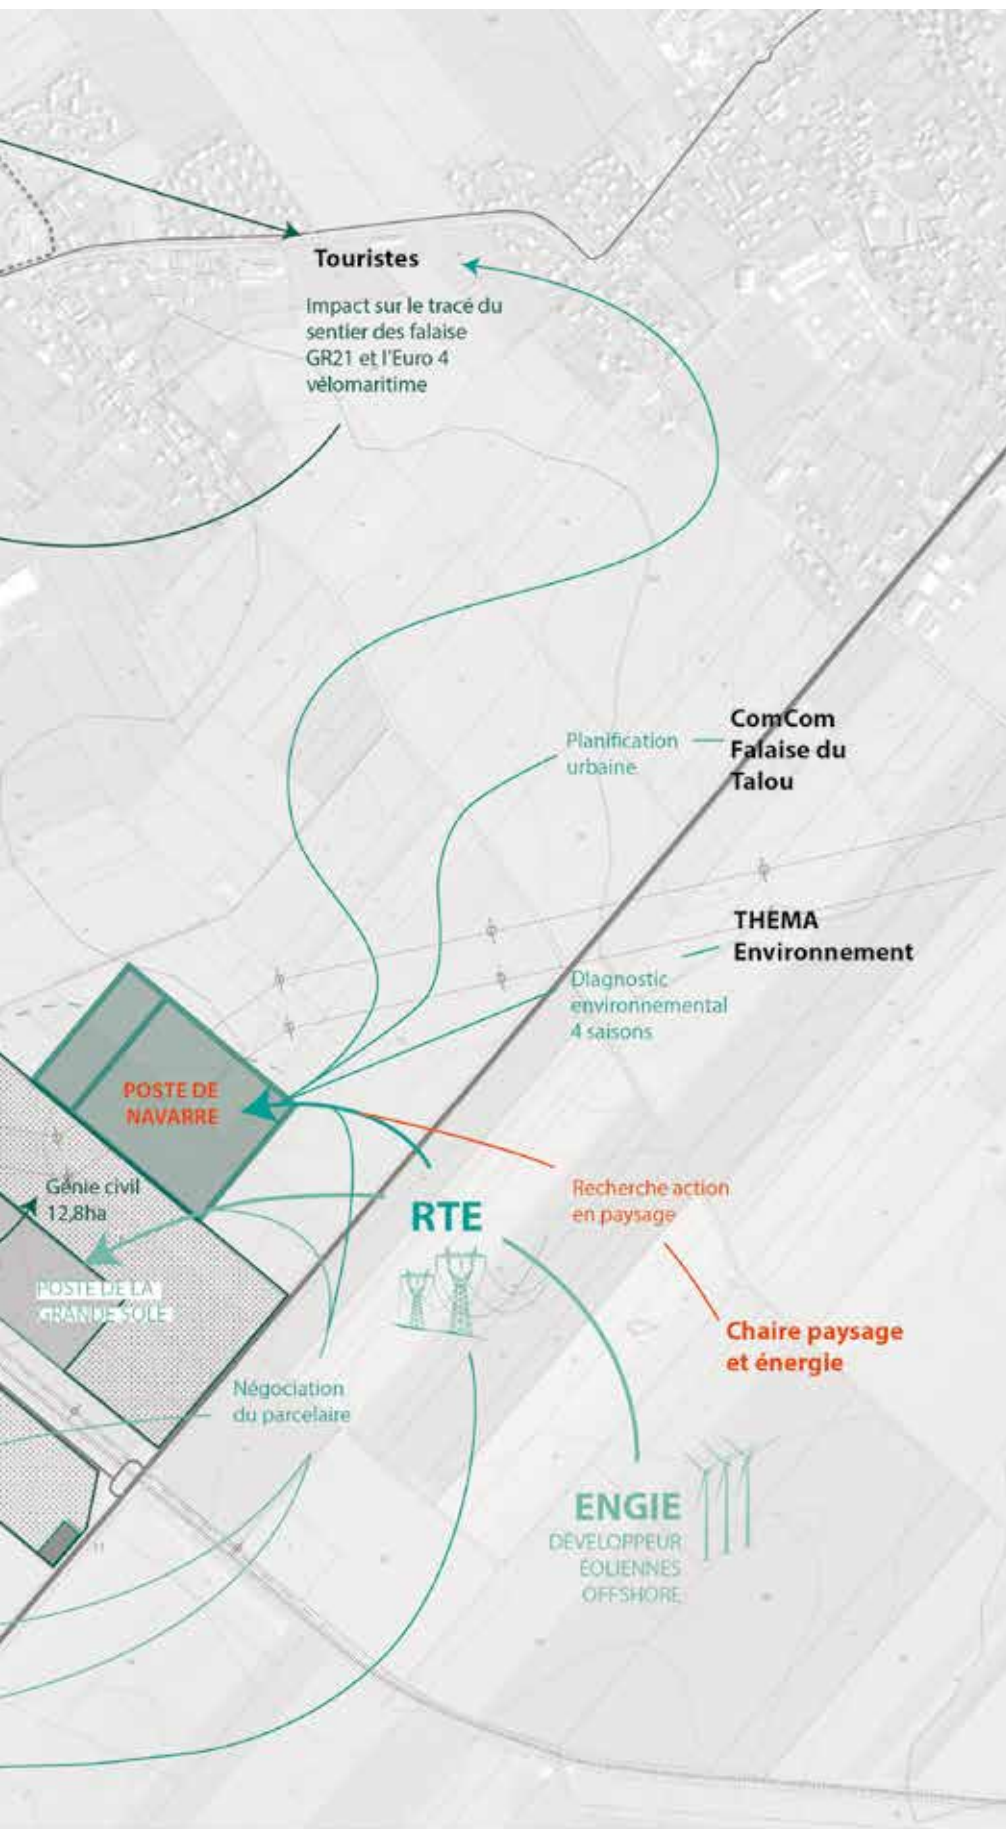 Touristes
Impact sur le tracé du
sentier des falaise
GR21 et l'Euro 4
vélomaritime
Planification
urbaine
ComCom
Falaise du
Talou
THEMA
Environnement
DIagnostic
environnemental
4 saisons
POSTE DE
NAVARRE
Génie civil
12,8ha
RTE
Recherche action
en paysage
POSTE DE LA
GRANDE SOLE
Chaire paysage
et énergie
Négociation
du parcelaire
ENGIE
DÉVELOPPEUR
ÉOLIENNES
OFFSHORE